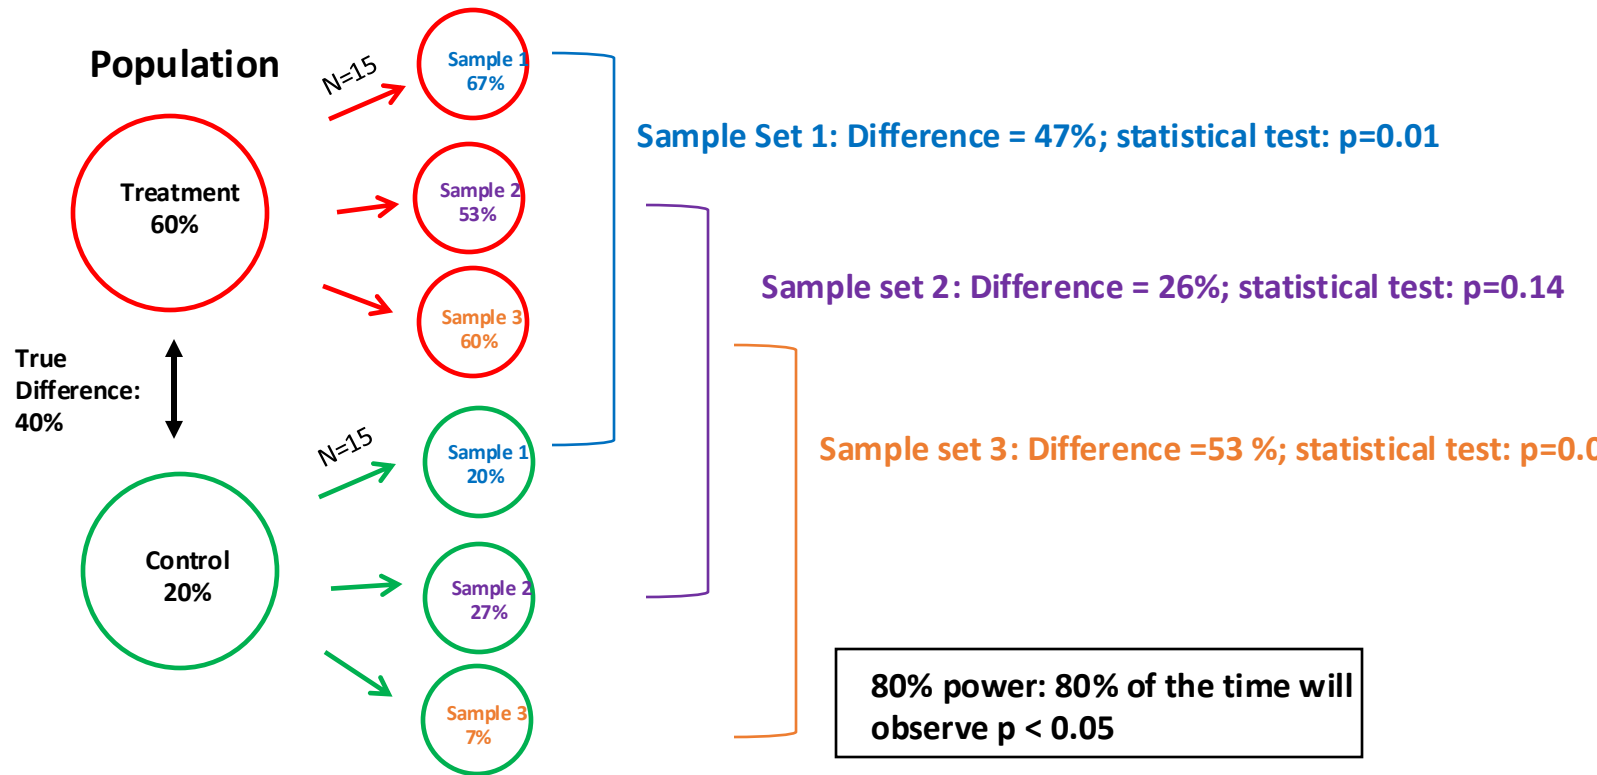 Population
N=15
Treatment
60%
True
Difference:
40%
N=15
Control
20%
Sample 1
67%
Sample 2
53%
Sample 3
60%
Sample 1
20%
Sample 2
27%
Sample 3
7%
Sample Set 1: Difference = 47%; statistical test: p=0.01
Sample set 2: Difference = 26%; statistical test: p=0.14
Sample set 3: Difference =53 %; statistical test: p=0.0
80% power: 80% of the time will
observe p < 0.05